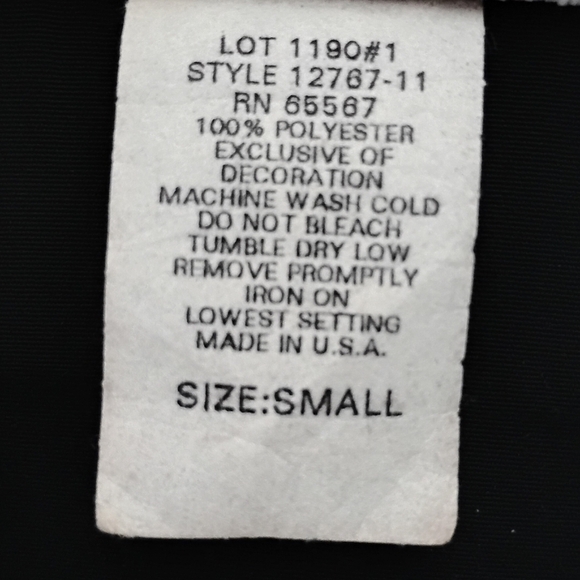 LOT 1190#1
STYLE 12767-11
RN 65567
100% POLYESTER
EXCLUSIVE OF
DECORATION
MACHINE WASH COLD
DO NOT BLEACH
TUMBLE DRY LOW
REMOVE PROMPTLY
IRON ON
LOWEST SETTING
MADE IN U.S.A.
SIZE:SMALL